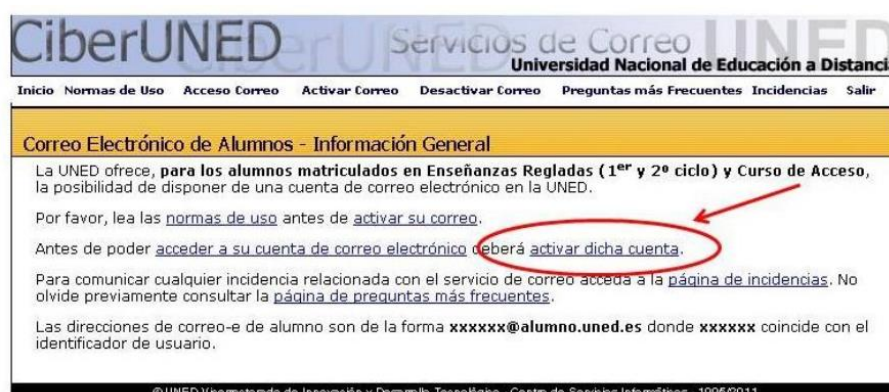 CiberUNED Servicios de Correo UNED
Universidad Nacional de Educación a Distancia
Inicio Normas de Uso Acceso Correo Activar Correo Desactivar Correo Preguntas más Frecuentes Incidencias Salir
Correo Electrónico de Alumnos - Información General
La UNED ofrece, para los alumnos matriculados en Enseñanzas Regladas (1er y 2º ciclo) y Curso de Acceso,
la posibilidad de disponer de una cuenta de correo electrónico en la UNED.
Por favor, lea las normas de uso antes de activar su correo.
Antes de poder acceder a su cuenta de correo electrónico deberá activar dicha cuenta.
Para comunicar cualquier incidencia relacionada con el servicio de correo acceda a la página de incidencias. No
olvide previamente consultar la página de preguntas más frecuentes.
Las direcciones de correo-e de alumno son de la forma xxxxxx@alumno.uned.es donde xxxxxx coincide con el
identificador de usuario.
©UNED Vicerrectorado de Innovación y Desarrollo Tecnológico - Centro de Servicios Informáticos - 1995/2011